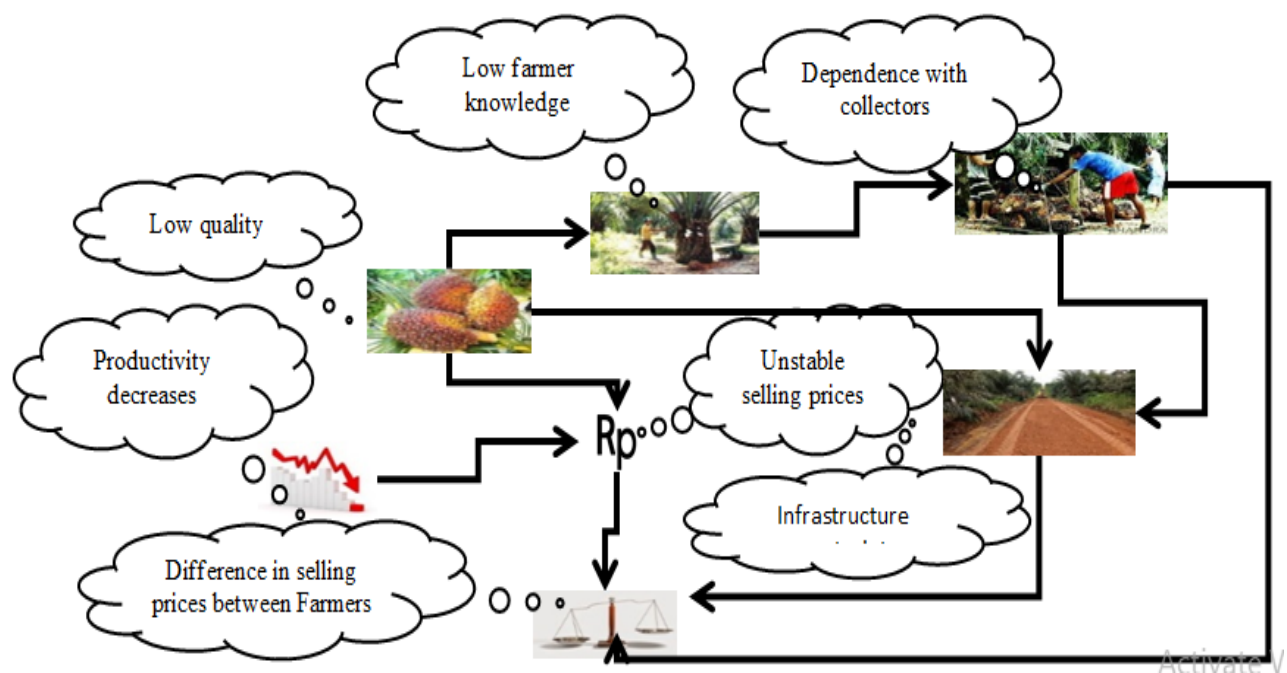 Low farmer
knowledge
Dependence with
collectors
Low quality
Productivity
decreases
Unstable
selling prices
Rp
Infrastructure
Difference in selling
prices between Farmers
Activate